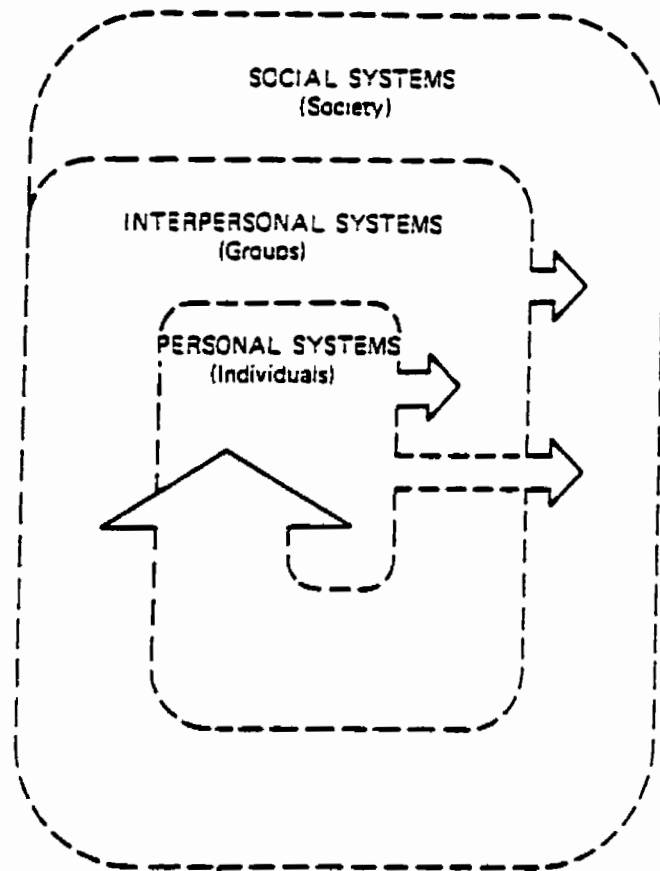 SOCIAL SYSTEMS
(Society)
INTERPERSONAL SYSTEMS
(Groups)
PERSONAL SYSTEMS
(Individuals)